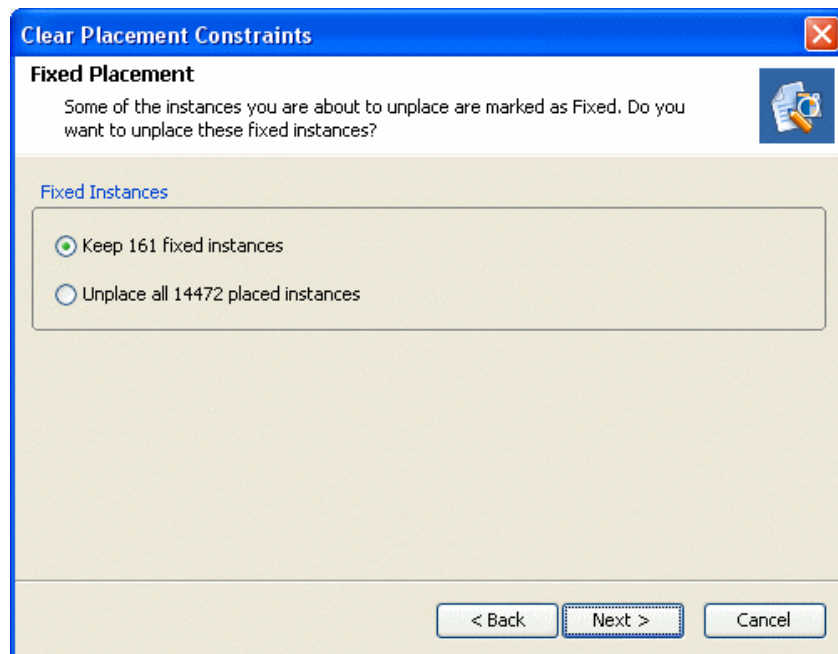 Clear Placement Constraints
Fixed Placement
Some of the instances you are about to unplace are marked as Fixed. Do you
want to unplace these fixed instances?
Fixed Instances
Keep 161 fixed instances
Unplace all 14472 placed instances
< Back
Next >
Cancel